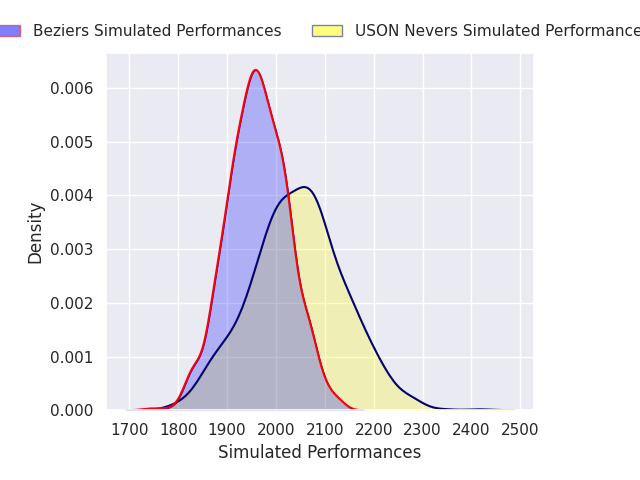 Beziers Simulated Performances
USON Nevers Simulated Performance
0.006
0.005
0.004
0.003
0.002
0.001
0.000
Density
1700 1800 1900 2000 2100 2200 2300 2400 2500
Simulated Performances